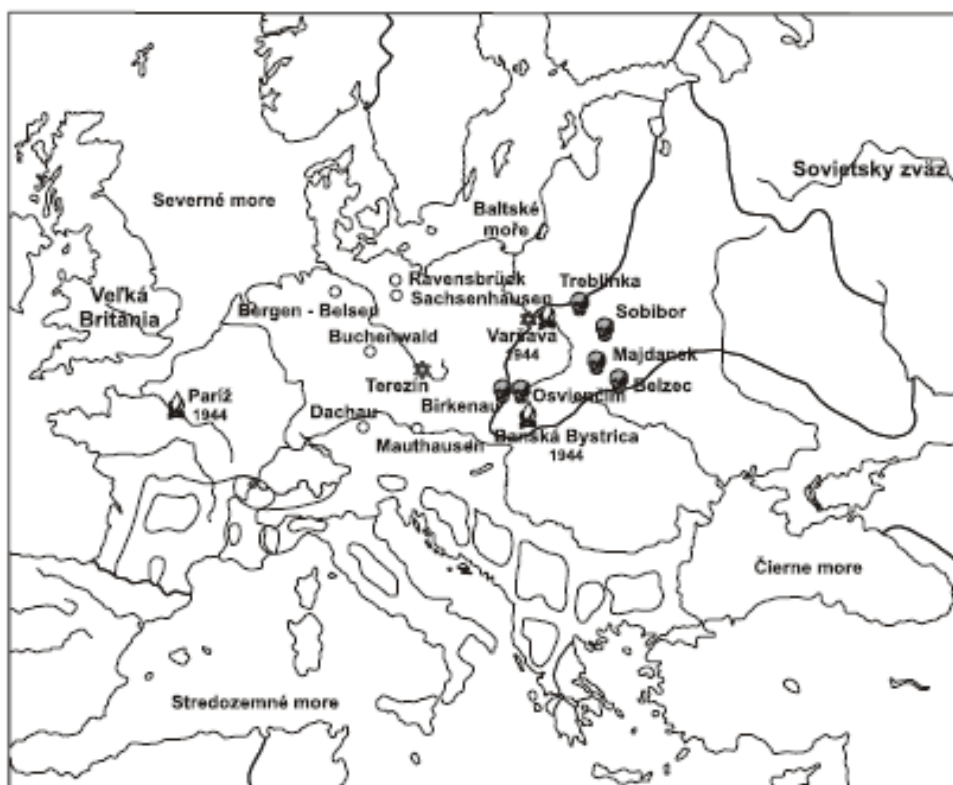 Sovietsky zväz
Severné more
Baltské
moře
Ravensbrück
Sachsenhausen
Treblinka
Sobibor
Veľká
Británia
Bergen - Belsen
Buchenwald
Varšava
1944
Majdanek
Terezín
Belzec
Birkenau
Osvienčim
Paríž
1944
Dachau
Mauthausen
Banská Bystrica
1944
Čierne more
Stredozemné more